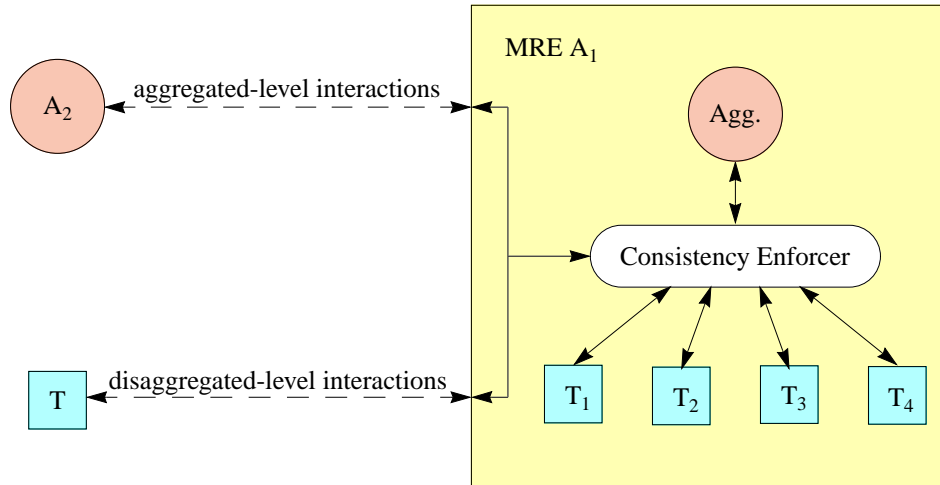 MRE A₁
A₂
aggregated-level interactions
Agg.
Consistency Enforcer
T
disaggregated-level interactions
T₁
T₂
T₃
T₄